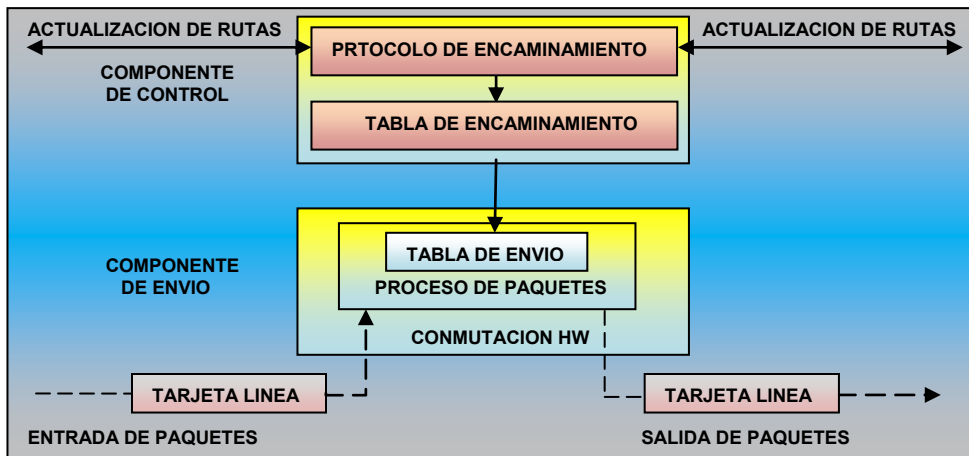 ACTUALIZACION DE RUTAS
PRTOCOLO DE ENCAMINAMIENTO
ACTUALIZACION DE RUTAS
COMPONENTE
DE CONTROL
TABLA DE ENCAMINAMIENTO
TABLA DE ENVIO
COMPONENTE
DE ENVIO
PROCESO DE PAQUETES
CONMUTACION HW
TARJETA LINEA
TARJETA LINEA
ENTRADA DE PAQUETES
SALIDA DE PAQUETES